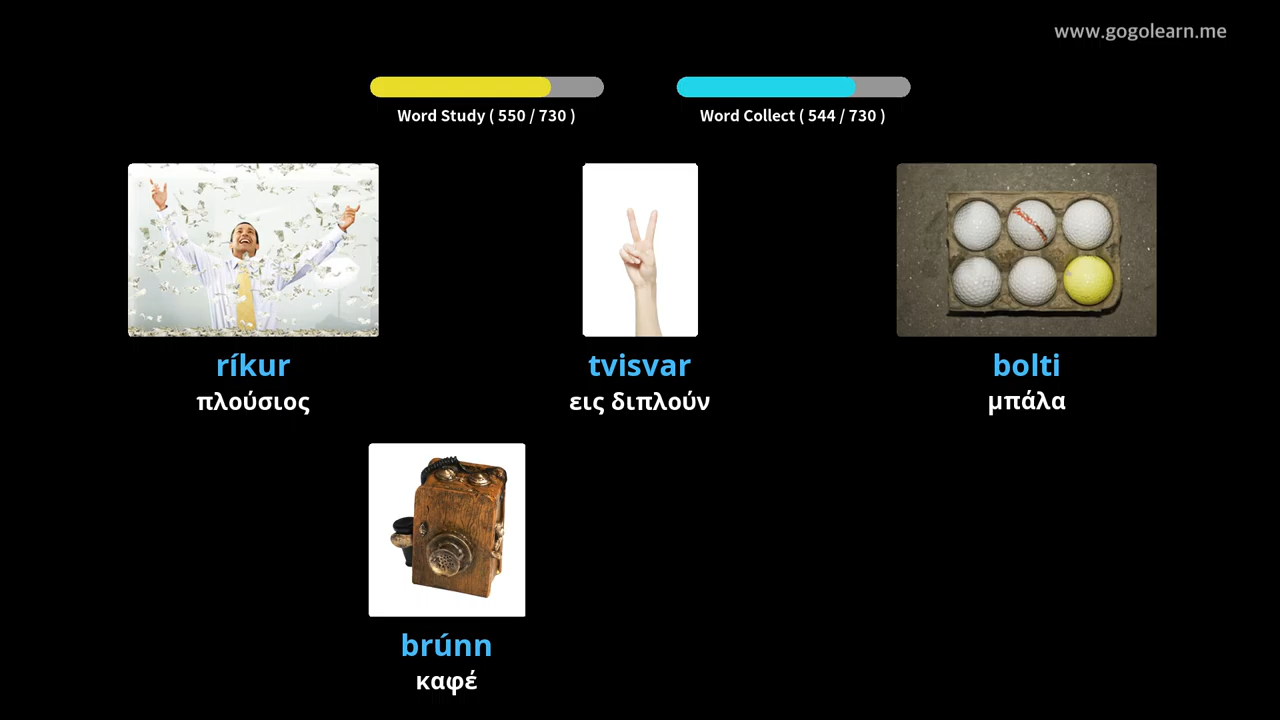 www.gogolearn.me
Word Study ( 550 / 730 )
Word Collect ( 544 / 730 )
ríkur
πλούσιος
tvisvar
εις διπλούν
bolti
μπάλα
brúnn
καφέ